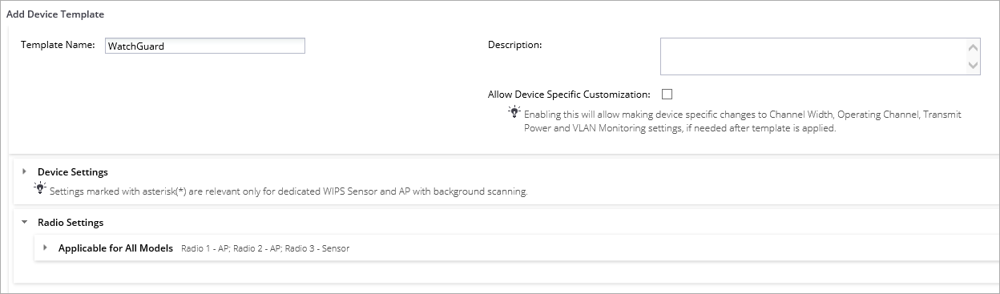 Add Device Template
Template Name: WatchGuard
Description:
Allow Device Specific Customization:
Enabling this will allow making device specific changes to Channel Width, Operating Channel, Transmit
Power and VLAN Monitoring settings, if needed after template is applied.
Device Settings
Settings marked with asterisk(*) are relevant only for dedicated WIPS Sensor and AP with background scanning.
Radio Settings
Applicable for All Models Radio 1 - AP; Radio 2 - AP; Radio 3 - Sensor